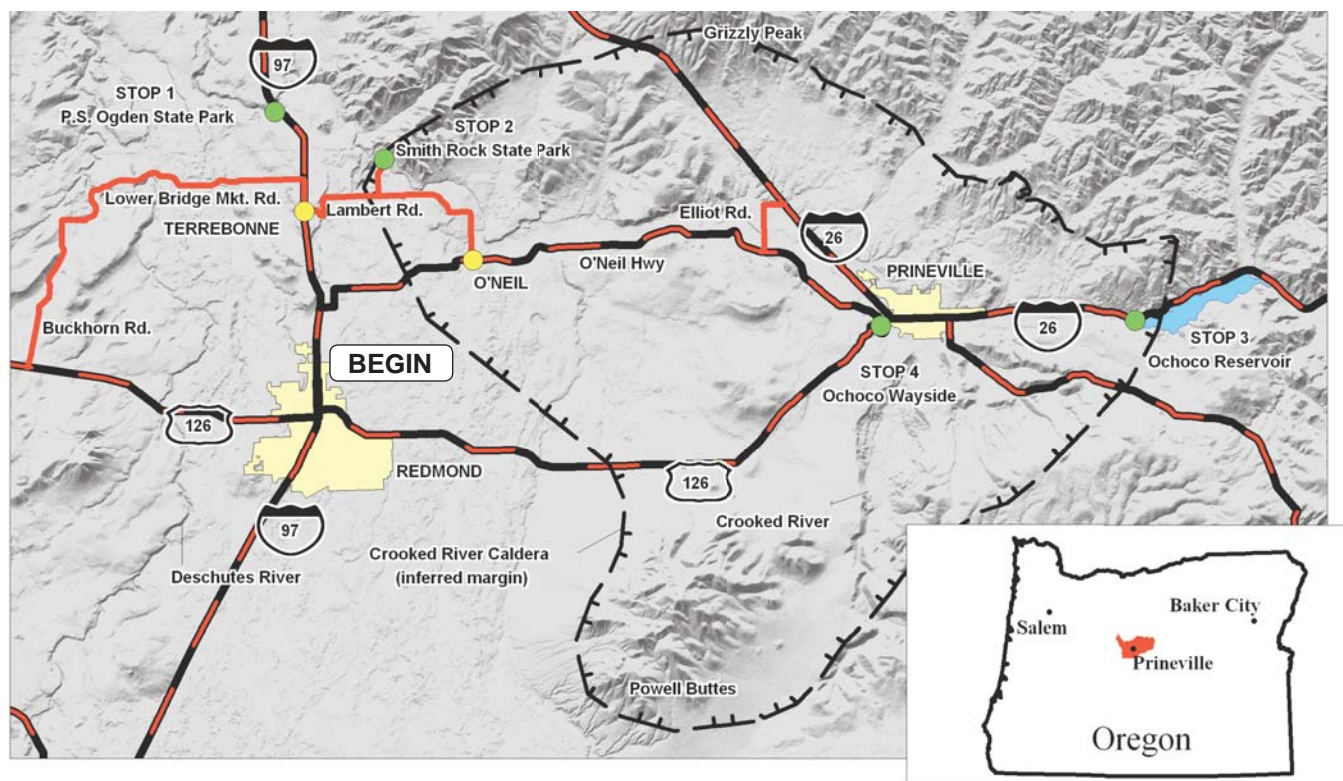 Grizzly Peak
97
STOP 1
P.S. Ogden State Park
STOP 2
Smith Rock State Park
Lower Bridge Mkt. Rd.
Lambert Rd.
TERREBONNE
Elliot Rd.
26
O'NEIL
O'Neil Hwy
PRINEVILLE
Buckhorn Rd.
BEGIN
26
STOP 3
Ochoco Reservoir
STOP 4
Ochoco Wayside
126
REDMOND
126
97
Crooked River
Deschutes River
Crooked River Caldera
(inferred margin)
Powell Buttes
Baker City
Salem
Prineville
Oregon